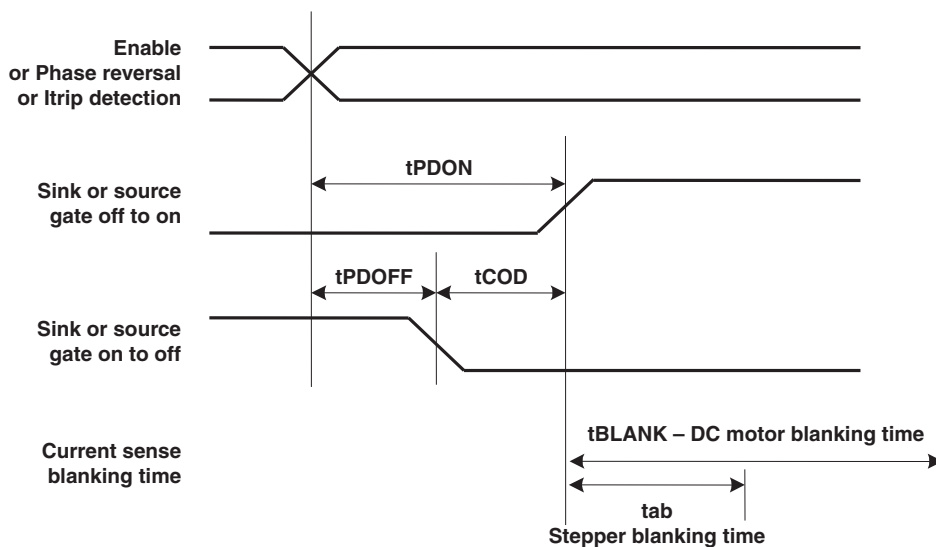 Enable
or Phase reversal
or Itrip detection
tPDON
Sink or source
gate off to on
tPDOFF
tCOD
Sink or source
gate on to off
tBLANK – DC motor blanking time
Current sense
blanking time
tab
Stepper blanking time